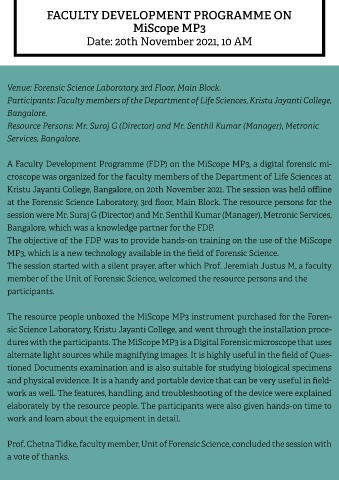 FACULTY DEVELOPMENT PROGRAMME ON
MiScope MP3
Date: 20th November 2021, 10 AM
Venue: Forensic Science Laboratory, 3rd Floor, Main Block.
Participants: Faculty members of the Department of Life Sciences, Kristu Jayanti College,
Bangalore.
Resource Persons: Mr. Suraj G (Director) and Mr. Senthil Kumar (Manager), Metronic
Services, Bangalore.
A Faculty Development Programme (FDP) on the MiScope MP3, a digital forensic mi-
croscope was organized for the faculty members of the Department of Life Sciences at
Kristu Jayanti College, Bangalore, on 20th November 2021. The session was held offline
at the Forensic Science Laboratory, 3rd floor, Main block. The resource persons for the
session were Mr. Suraj G (Director) and Mr. Senthil Kumar (Manager), Metronic Services,
Bangalore, which was a knowledge partner for the FDP.
The objective of the FDP was to provide hands-on training on the use of the MiScope
MP3, which is a new technology available in the field of Forensic Science.
The session started with a silent prayer, after which Prof. Jeremiah Justus M, a faculty
member of the Unit of Forensic Science, welcomed the resource persons and the
participants.
The resource people unboxed the MiScope MP3 instrument purchased for the Foren-
sic Science Laboratory, Kristu Jayanti College, and went through the installation proce-
dures with the participants. The MiScope MP3 is a Digital Forensic microscope that uses
alternate light sources while magnifying images. It is highly useful in the field of Ques-
tioned Documents examination and is also suitable for studying biological specimens
and physical evidence. It is a handy and portable device that can be very useful in field-
work as well. The features, handling, and troubleshooting of the device were explained
elaborately by the resource people. The participants were also given hands-on time to
work and learn about the equipment in detail.
Prof. Chetna Tidke, faculty member, Unit of Forensic Science, concluded the session with
a vote of thanks.